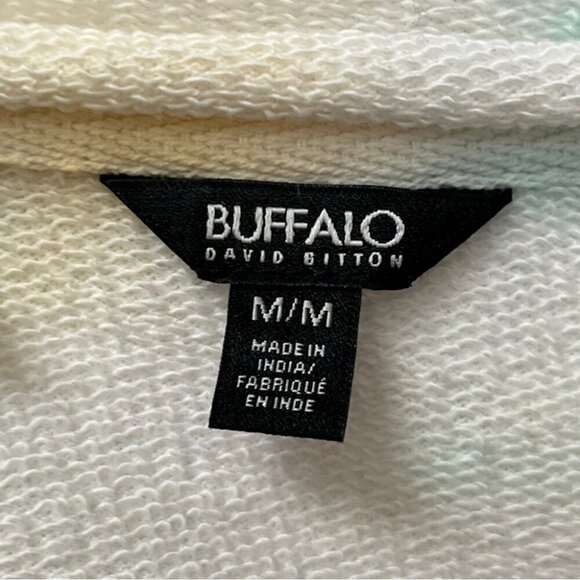 BUFFALO
DAVID BITTON
M/M
MADE IN
INDIA/
FABRIQUÉ
EN INDE